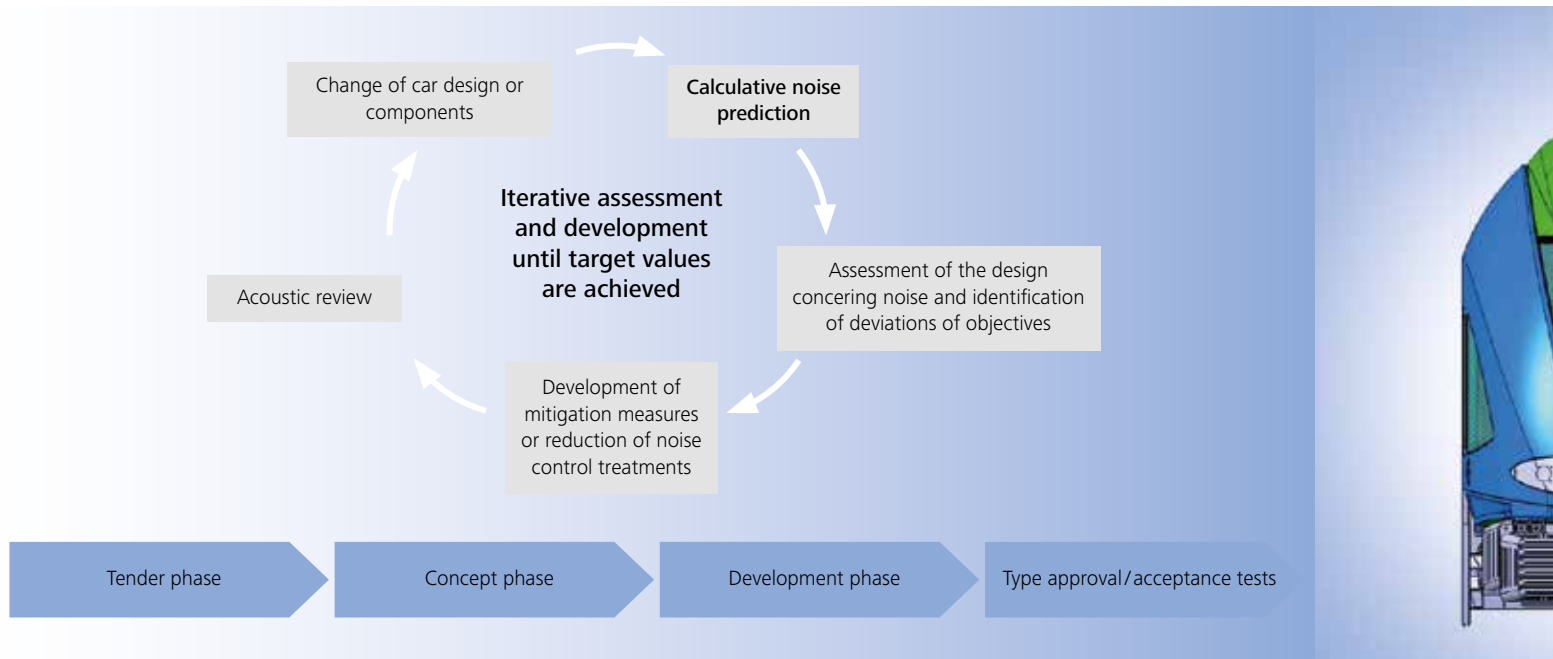 Change of car design or
components
Calculative noise
prediction
Iterative assessment
and development
until target values
are achieved
Assessment of the design
concering noise and identification
of deviations of objectives
Acoustic review
Development of
mitigation measures
or reduction of noise
control treatments
Tender phase
Concept phase
Development phase
Type approval/acceptance tests